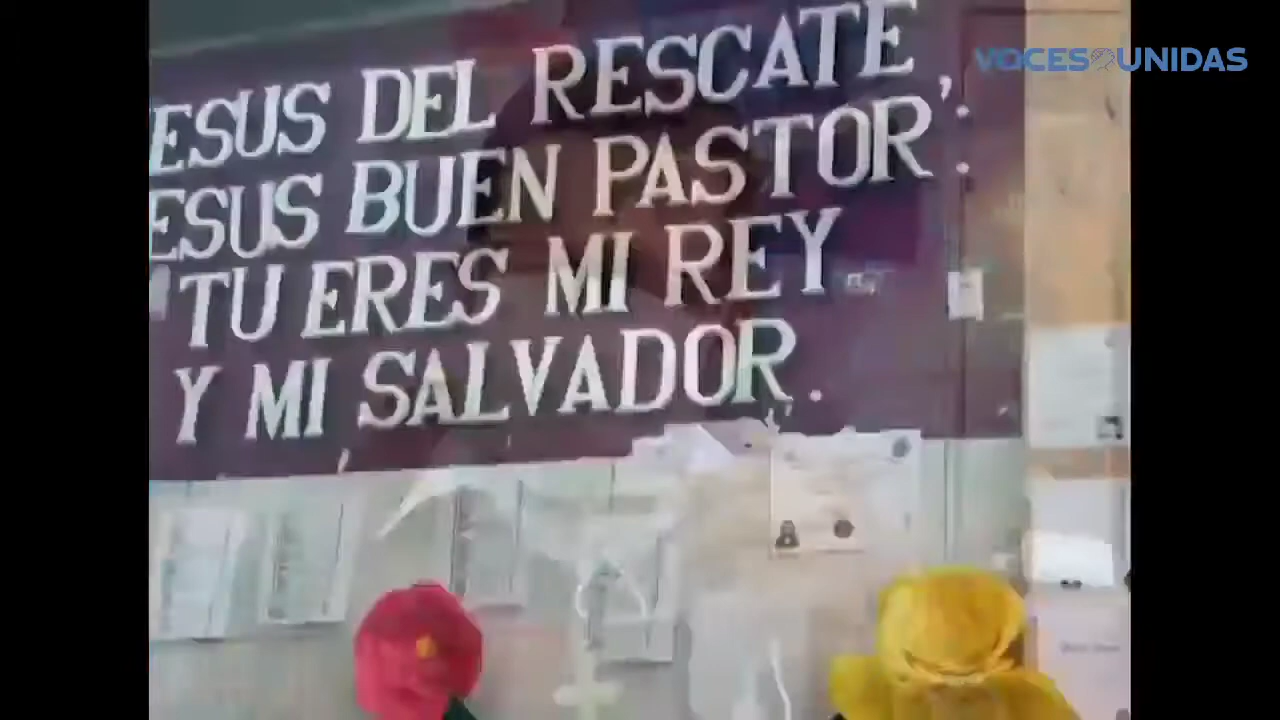 VOCES UNIDAS
ESUS DEL RESCATE,
ESUS BUEN PASTOR.
TU ERES MI REY
Y MI SALVADOR.